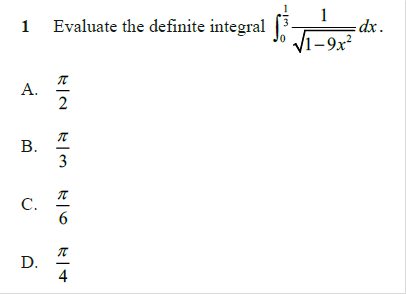 1 Evaluate the definite integral ∫₀^{1/3} 1/√(1−9x²) dx.
A. π/2
B. π/3
C. π/6
D. π/4